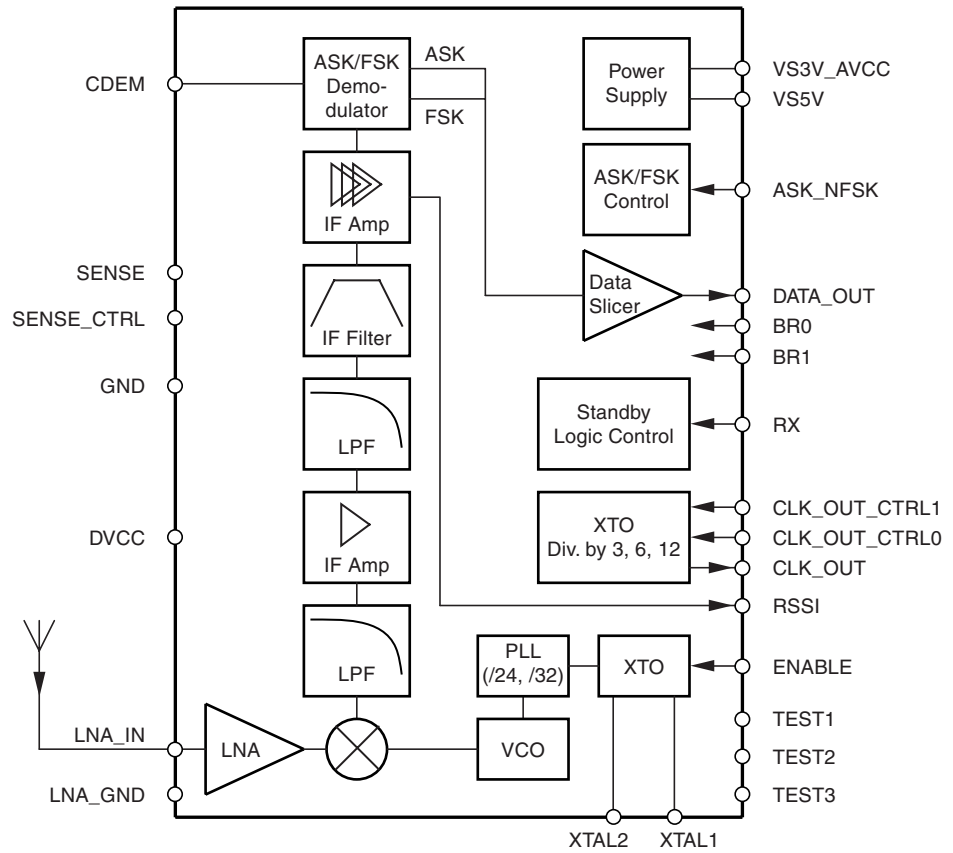 CDEM
SENSE
SENSE_CTRL
GND
DVCC
LNA_IN
LNA_GND
ASK/FSK
Demo-
dulator
ASK
FSK
IF Amp
IF Filter
LPF
IF Amp
LPF
LNA
VCO
PLL
(/24, /32)
XTO
Power
Supply
ASK/FSK
Control
Data
Slicer
Standby
Logic Control
XTO
Div. by 3, 6, 12
VS3V_AVCC
VS5V
ASK_NFSK
DATA_OUT
BR0
BR1
RX
CLK_OUT_CTRL1
CLK_OUT_CTRL0
CLK_OUT
RSSI
ENABLE
TEST1
TEST2
TEST3
XTAL2
XTAL1